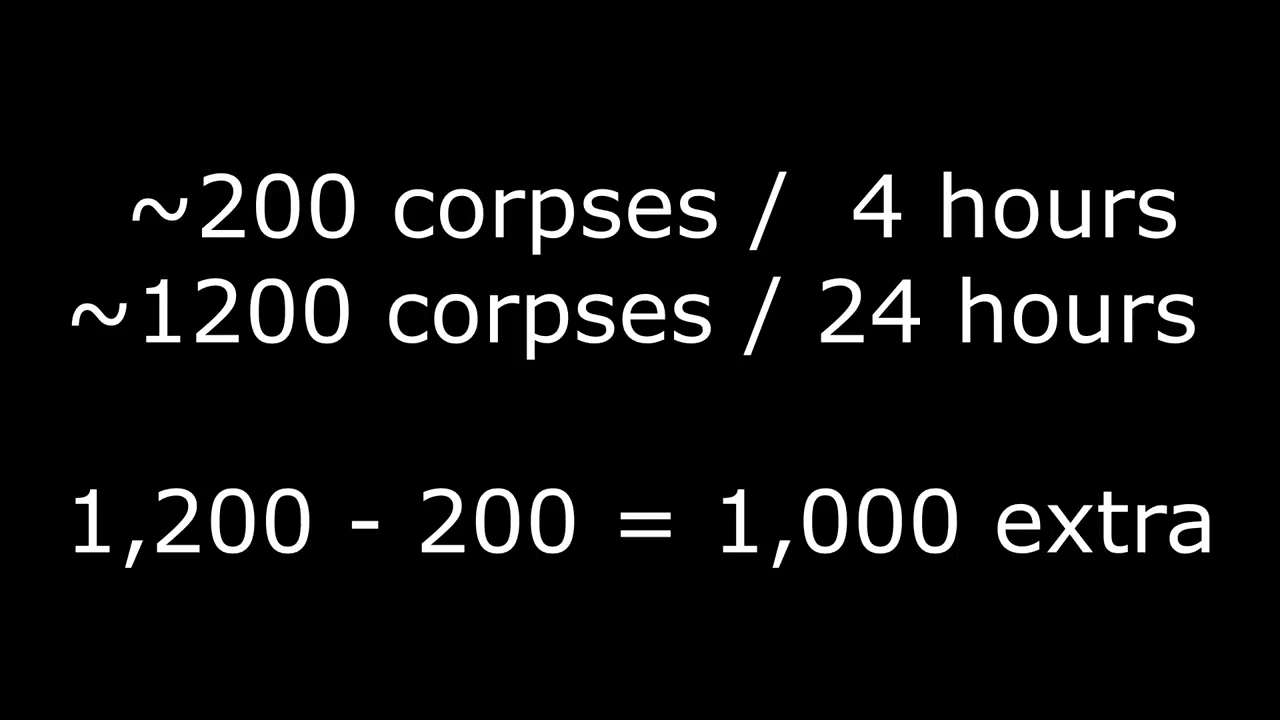 ~200 corpses /  4 hours
~1200 corpses / 24 hours
1,200 - 200 = 1,000 extra